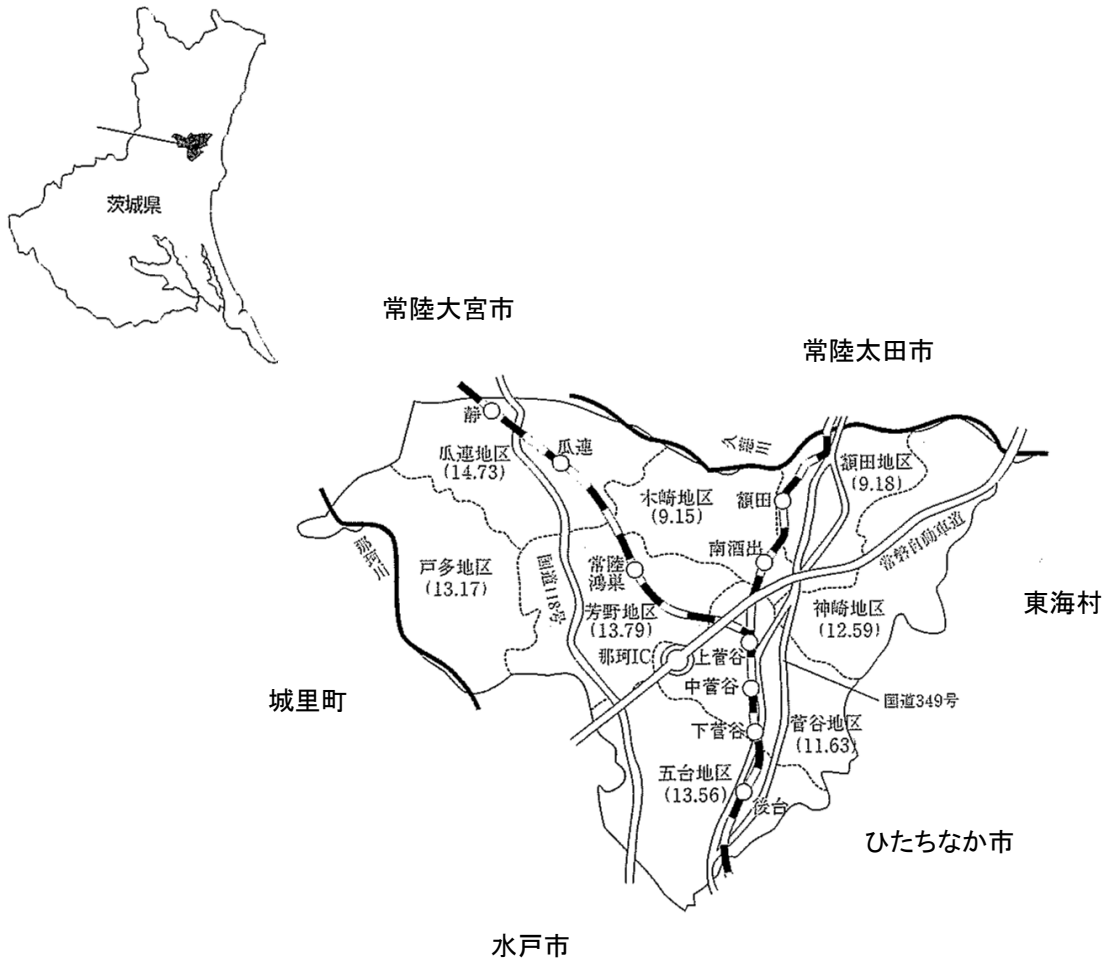 茨城県
常陸大宮市
常陸太田市
静
瓜連
瓜連地区
(14.73)
久慈川
額田地区
(9.18)
木崎地区
(9.15)
額田
那珂川
戸多地区
(13.17)
国道118号
常陸
鴻巣
南酒出
常磐自動車道
芳野地区
(13.79)
神崎地区
(12.59)
東海村
那珂IC
上菅谷
中菅谷
城里町
国道349号
下菅谷
菅谷地区
(11.63)
五台地区
(13.56)
後台
ひたちなか市
水戸市